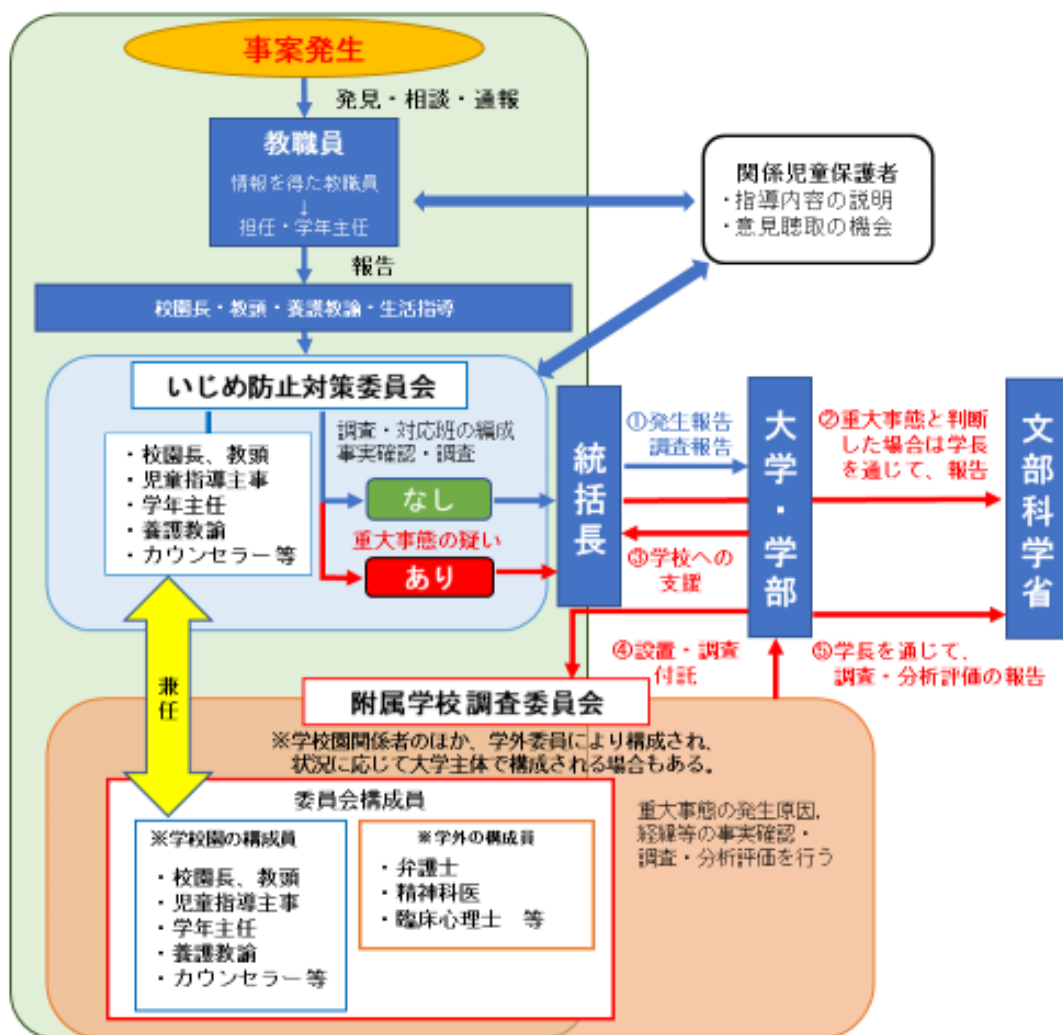 事案発生
発見・相談・通報
教職員
情報を得た教職員
↓
担任・学年主任
関係児童保護者
・指導内容の説明
・意見聴取の機会
報告
校園長・教頭・養護教諭・生活指導
いじめ防止対策委員会
・校園長、教頭
・児童指導主事
・学年主任
・養護教諭
・カウンセラー等
調査・対応班の編成
事実確認・調査
なし
重大事態の疑い
あり
統括長
①発生報告
調査報告
大学・学部
②重大事態と判断
した場合は学長
を通じて、報告
文部科学省
③学校への
支援
④設置・調査
付託
⑤学長を通じて、
調査・分析評価の報告
兼任
附属学校調査委員会
※学校園関係者のほか、学外委員により構成され、
状況に応じて大学主体で構成される場合もある。
委員会構成員
※学校園の構成員
・校園長、教頭
・児童指導主事
・学年主任
・養護教諭
・カウンセラー等
※学外の構成員
・弁護士
・精神科医
・臨床心理士 等
重大事態の発生原因,
経緯等の事実確認・
調査・分析評価を行う